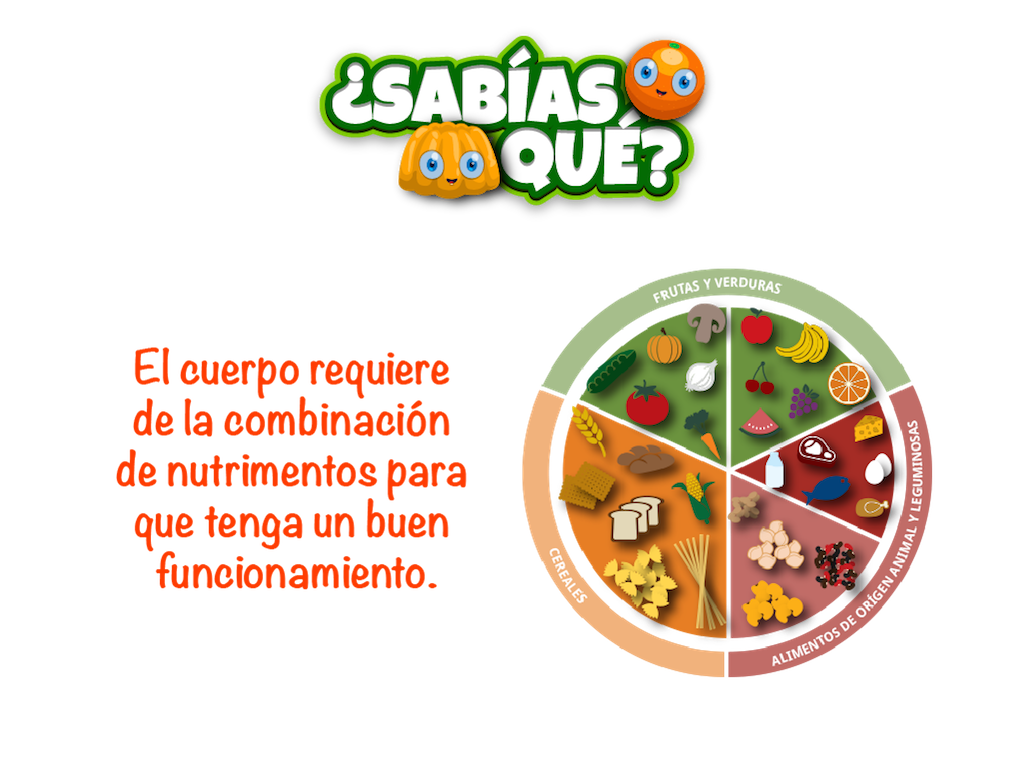 ¿SABÍAS
QUÉ?
FRUTAS Y VERDURAS
El cuerpo requiere
de la combinación
de nutrimentos para
que tenga un buen
funcionamiento.
CEREALES
ALIMENTOS DE ORÍGEN ANIMAL Y LEGUMINOSAS